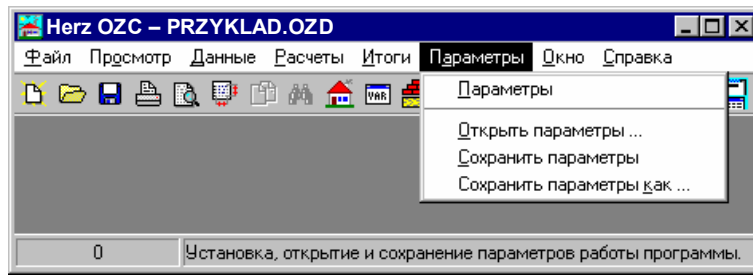 Herz OZC – PRZYKLAD.OZD
Файл Просмотр Данные Расчеты Итоги Параметры Окно Справка
VAR
Параметры
Открыть параметры ...
Сохранить параметры
Сохранить параметры как ...
0 Установка, открытие и сохранение параметров работы программы.